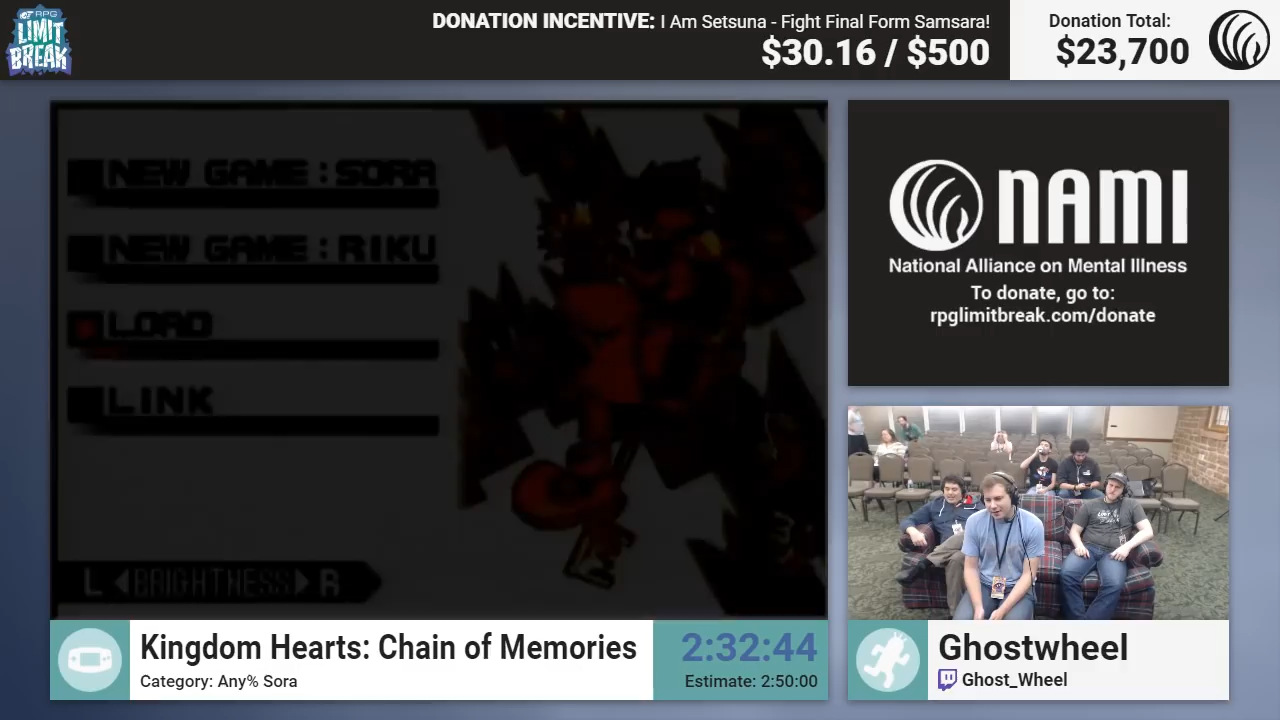 RPG
LIMIT
BREAK
DONATION INCENTIVE: I Am Setsuna - Fight Final Form Samsara!
$30.16 / $500
Donation Total:
$23,700
NEW GAME : SORA
NEW GAME : RIKU
LOAD
LINK
L BRIGHTNESS R
NAMI
National Alliance on Mental Illness
To donate, go to:
rpglimitbreak.com/donate
Kingdom Hearts: Chain of Memories
Category: Any% Sora
2:32:44
Estimate: 2:50:00
Ghostwheel
Ghost_Wheel